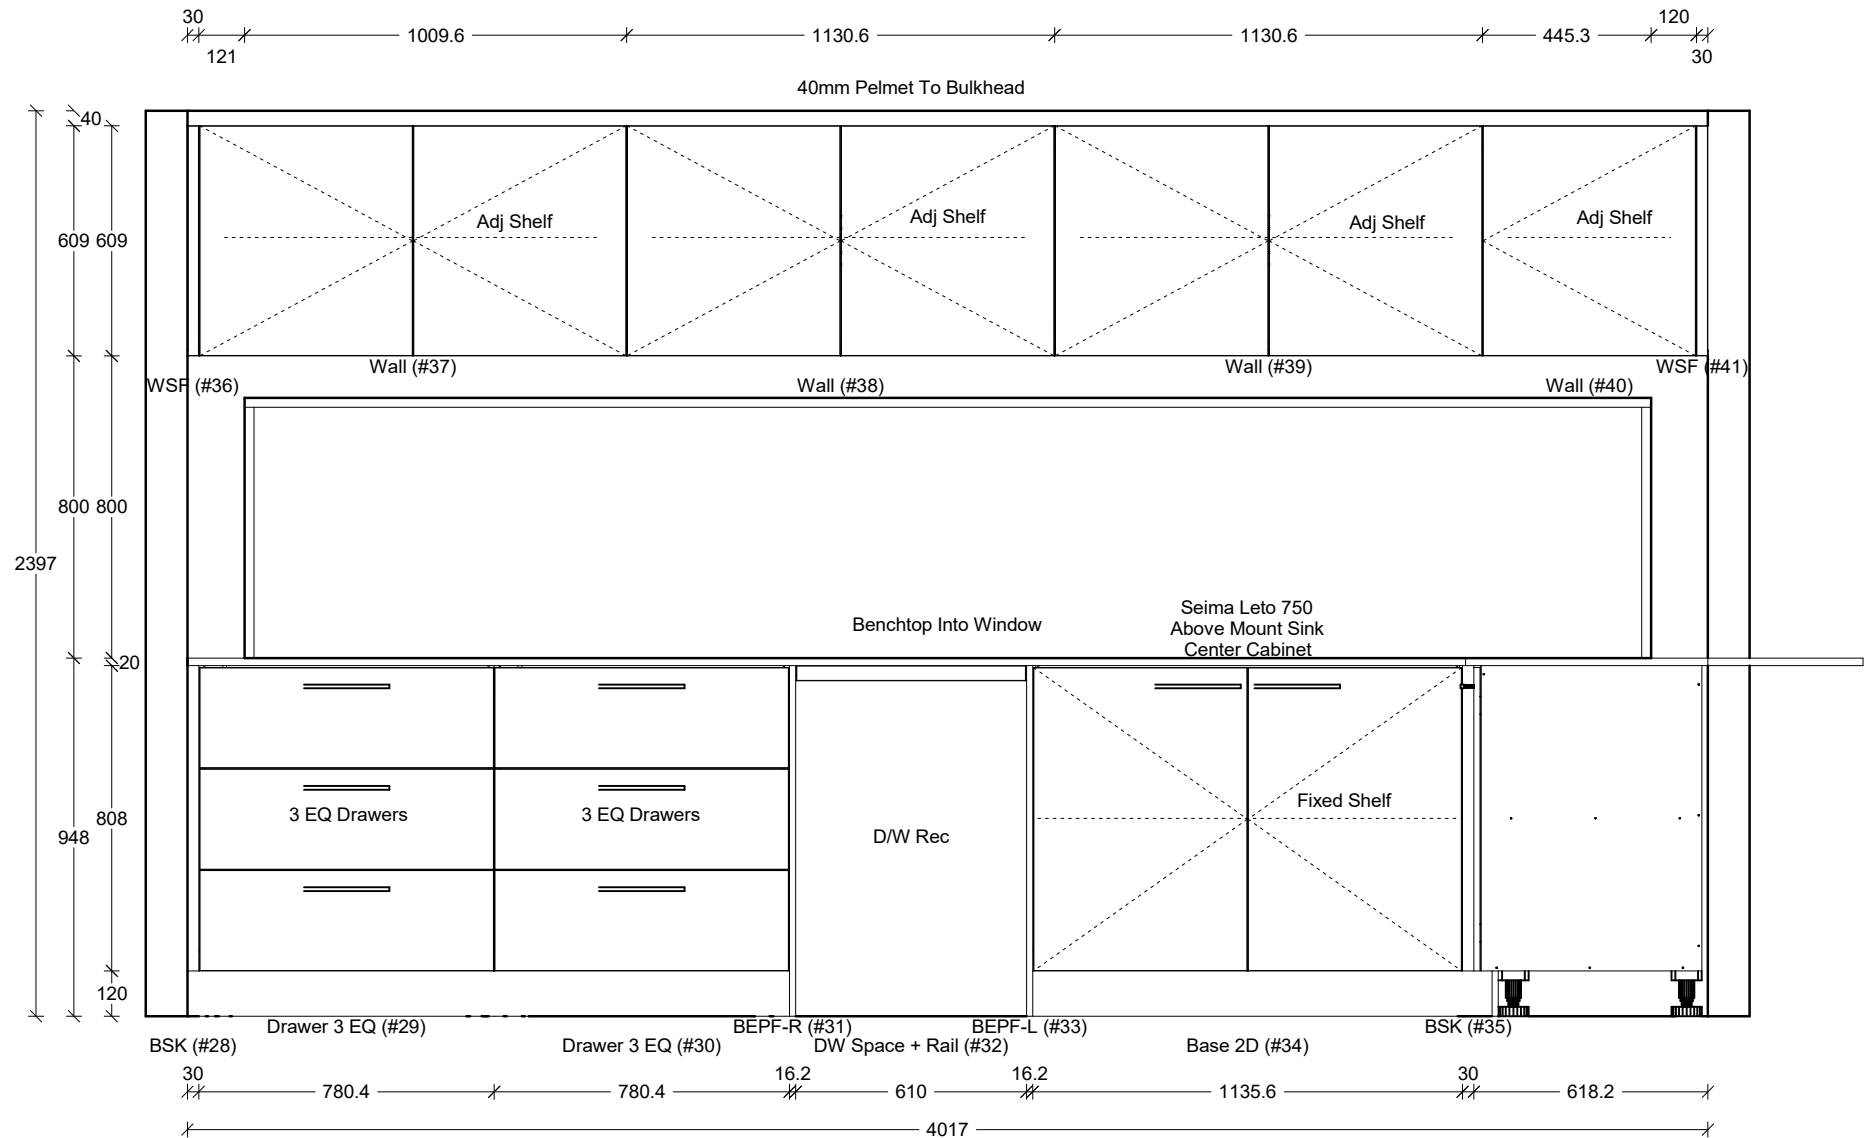 30
120
1009.6
1130.6
1130.6
445.3
121
30
40mm Pelmet To Bulkhead
40
Adj Shelf
Adj Shelf
Adj Shelf
Adj Shelf
609
609
Wall (#37)
Wall (#39)
WSF (#41)
WSF (#36)
Wall (#38)
Wall (#40)
800
800
2397
Seima Leto 750
Above Mount Sink
Center Cabinet
Benchtop Into Window
20
3 EQ Drawers
3 EQ Drawers
Fixed Shelf
808
948
D/W Rec
120
Drawer 3 EQ (#29)
BEPF-R (#31)
BEPF-L (#33)
BSK (#35)
BSK (#28)
Drawer 3 EQ (#30)
DW Space + Rail (#32)
Base 2D (#34)
30
16.2
16.2
30
780.4
780.4
610
1135.6
618.2
4017